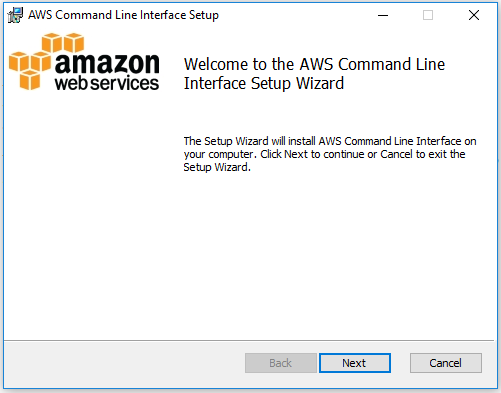 AWS Command Line Interface Setup
amazon
web services
Welcome to the AWS Command Line
Interface Setup Wizard
The Setup Wizard will install AWS Command Line Interface on
your computer. Click Next to continue or Cancel to exit the
Setup Wizard.
Back Next Cancel